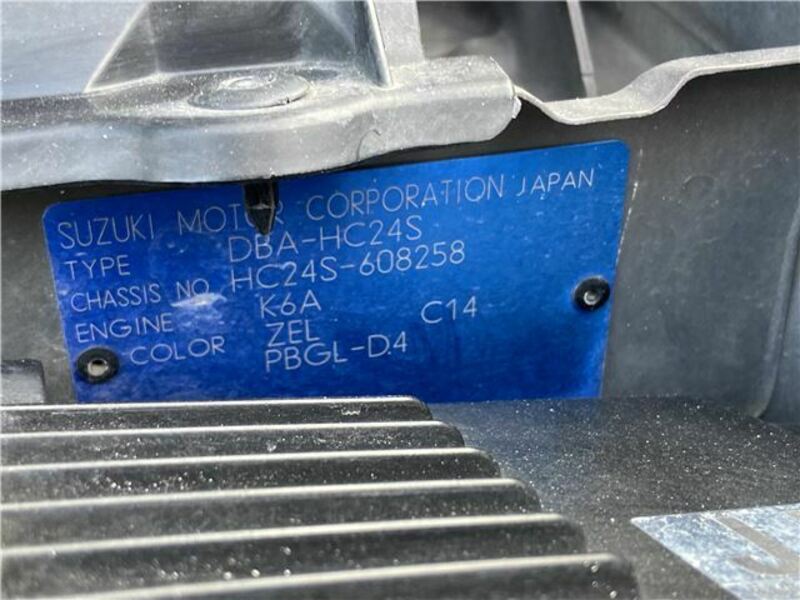 SUZUKI MOTOR CORPORATION JAPAN
TYPE DBA-HC24S
CHASSIS NO. HC24S-608258
ENGINE K6A
COLOR ZEL C14
PBGL-D4